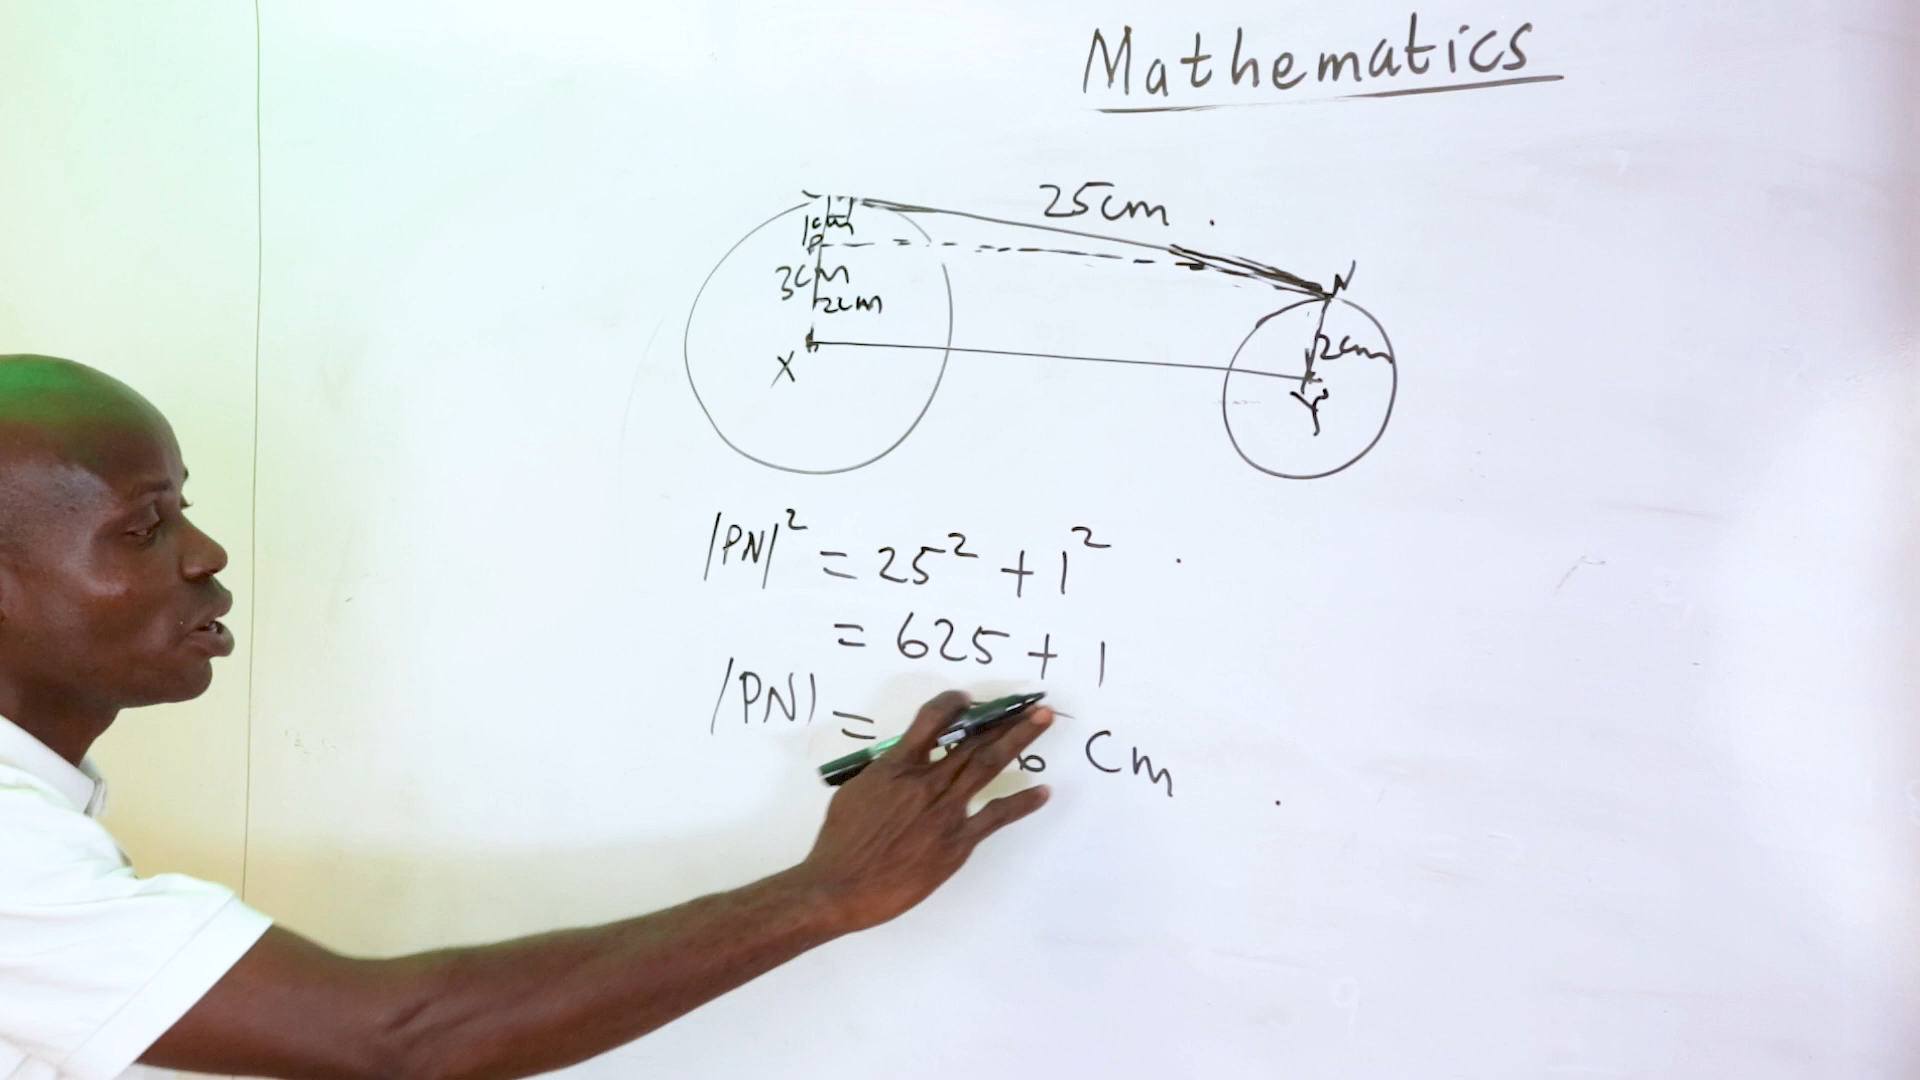 Mathematics
25cm
1cm
P
3cm
2cm
N
2cm
X
Y
|PN|² = 25² + 1²
= 625 + 1
|PN| =
cm